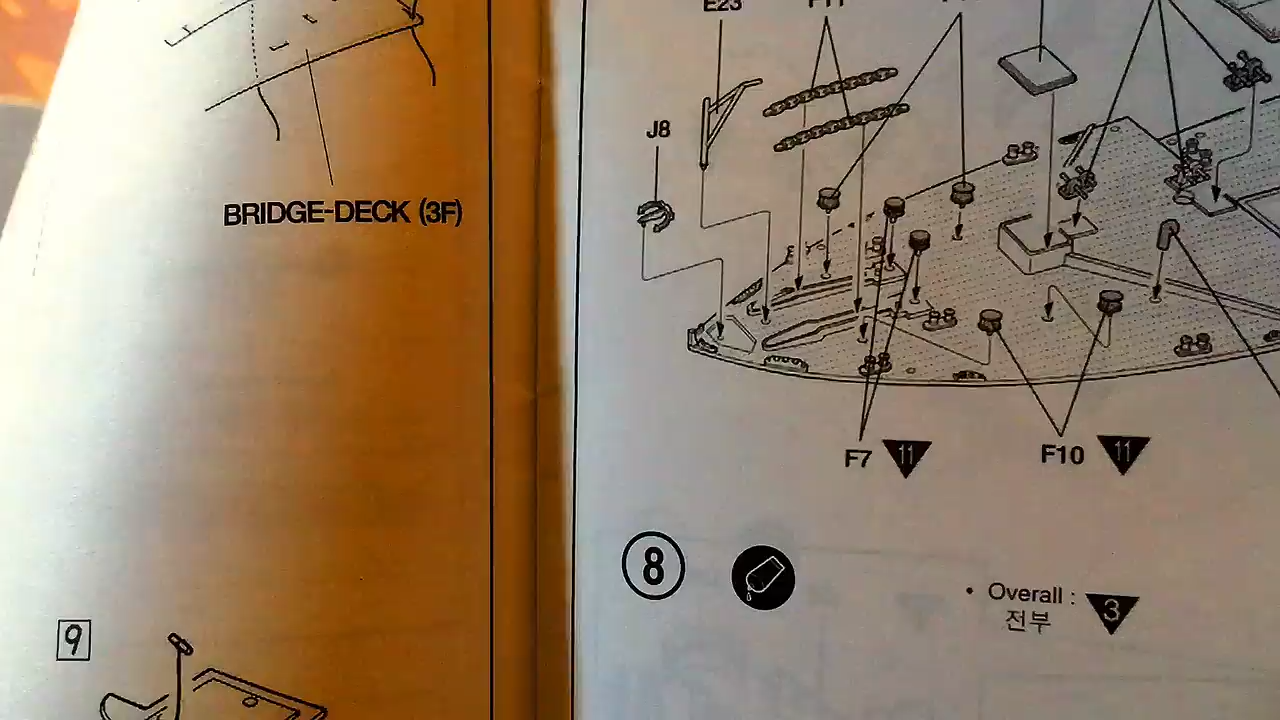 BRIDGE-DECK (3F)
9
E23
J8
F7 11
F10 11
8
• Overall : 3
전부